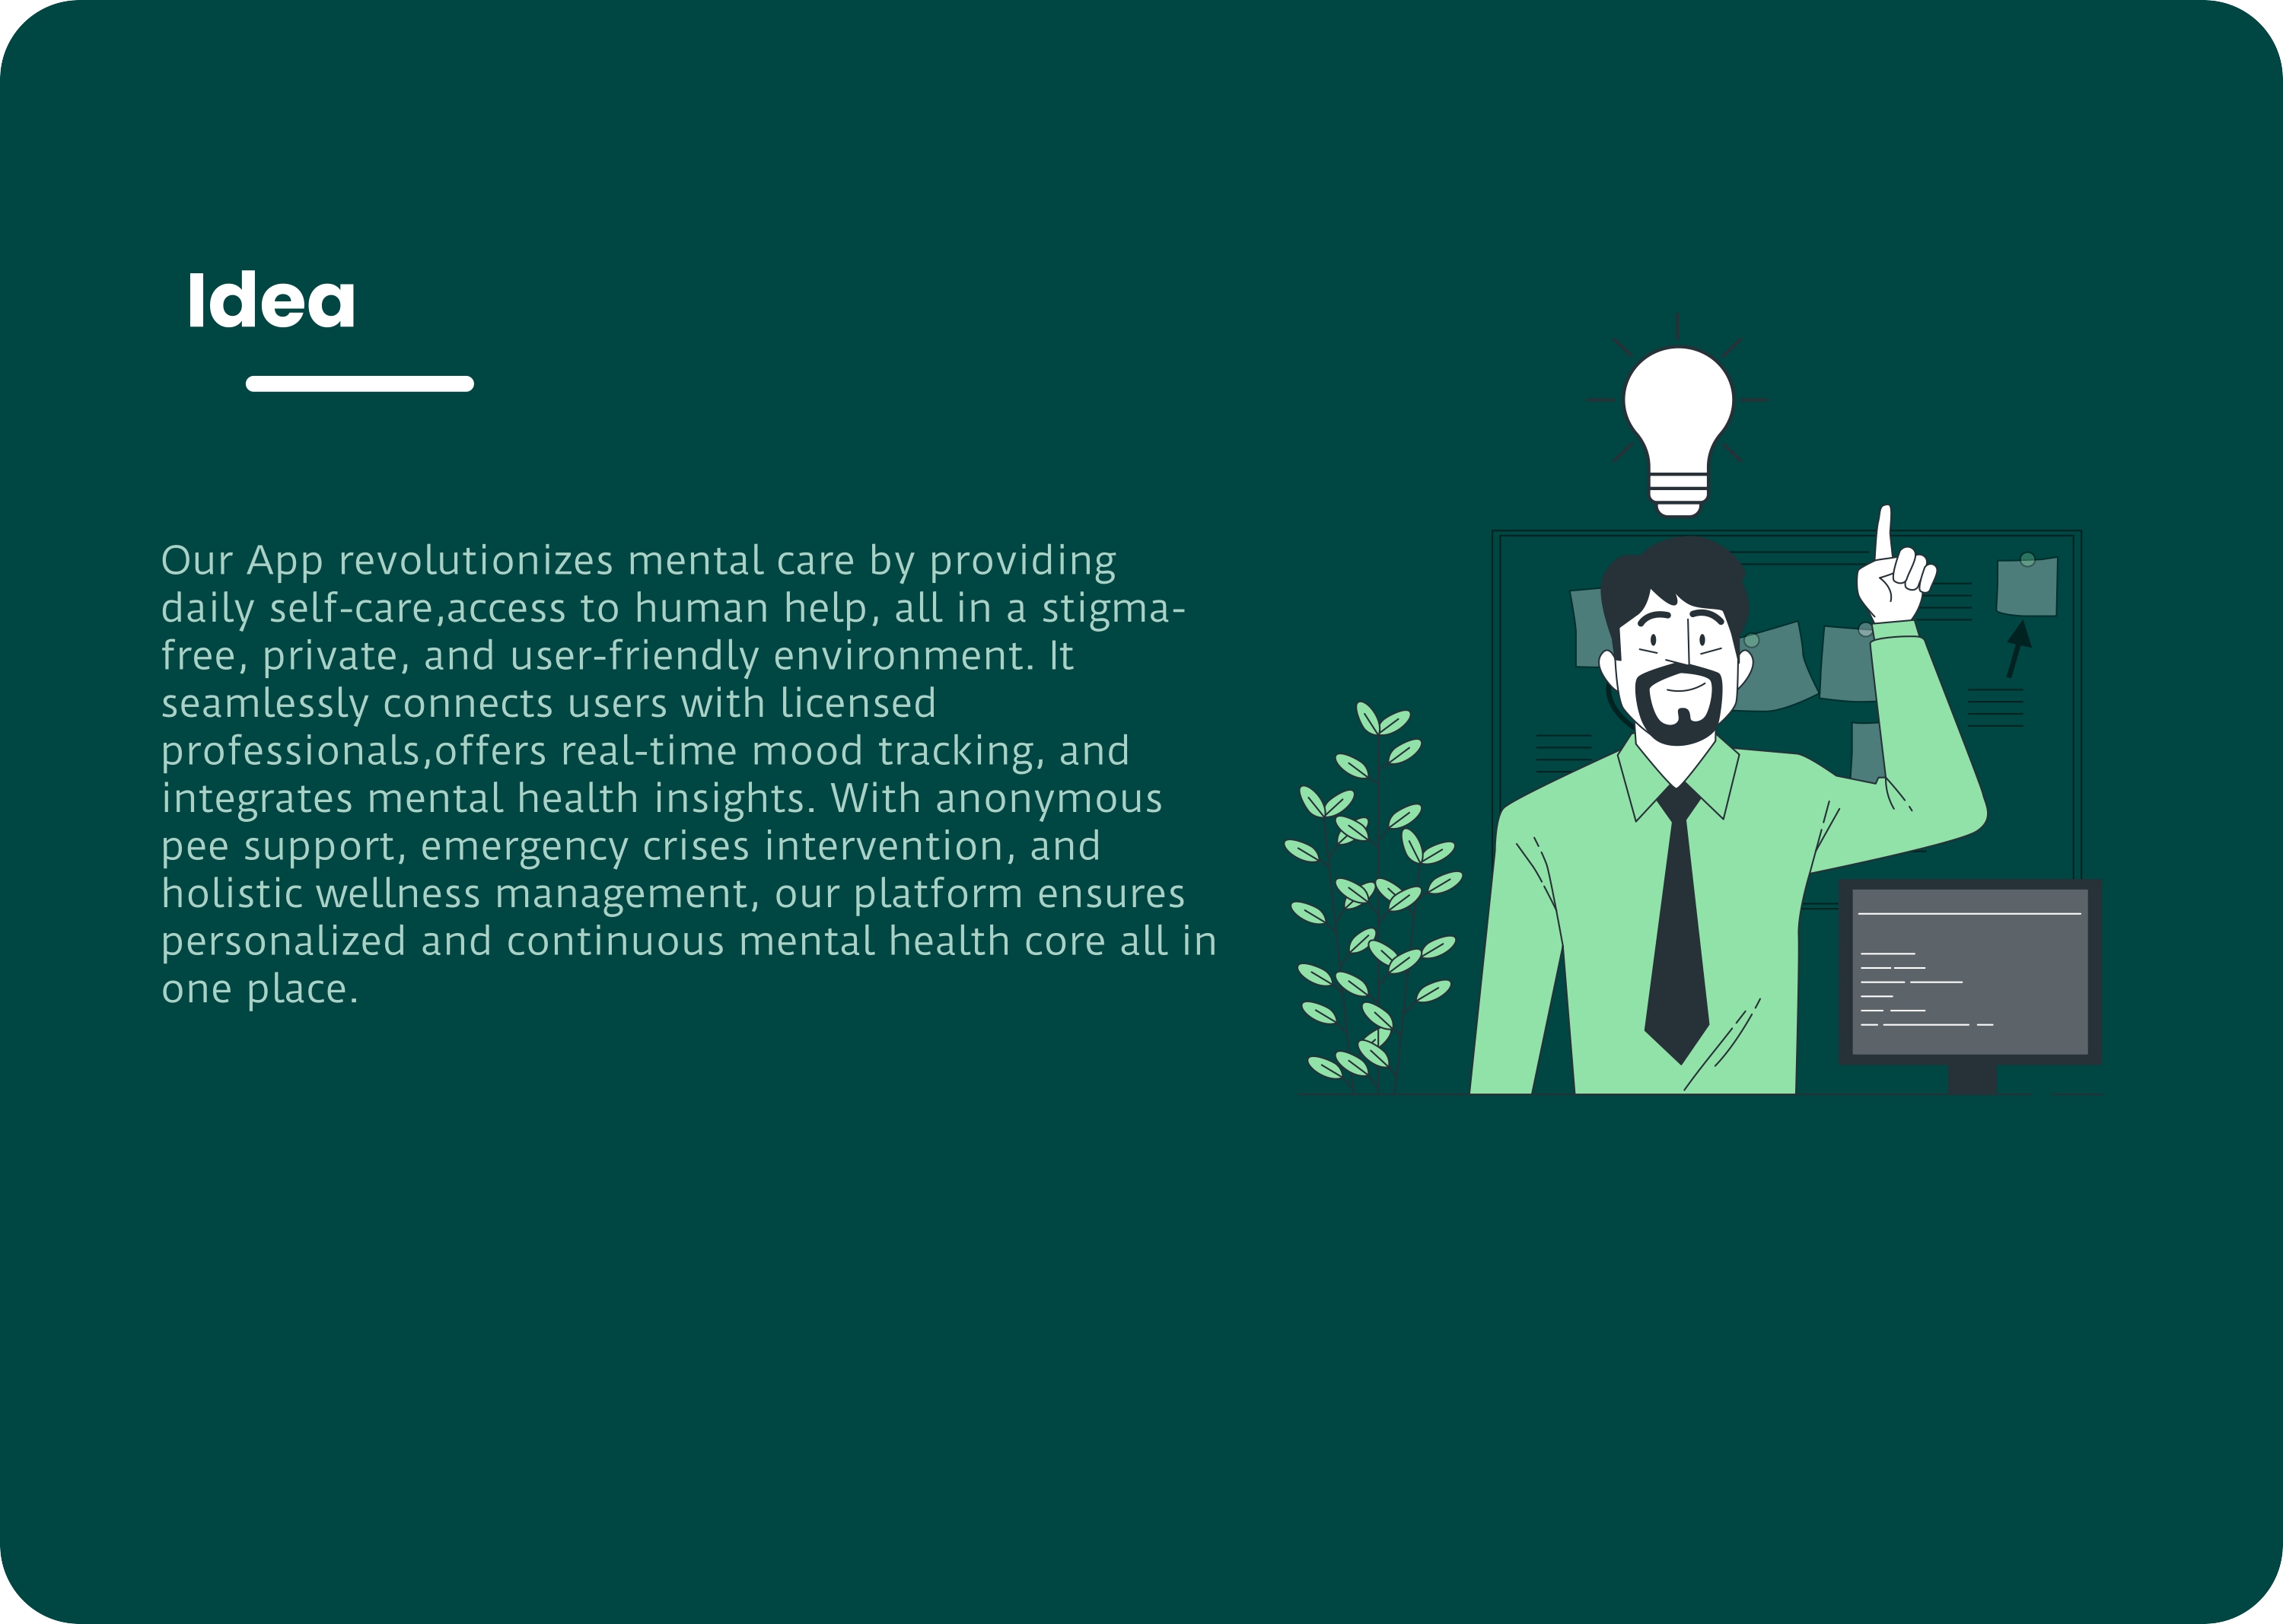 Idea
Our App revolutionizes mental care by providing
daily self-care,access to human help, all in a stigma-
free, private, and user-friendly environment. It
seamlessly connects users with licensed
professionals,offers real-time mood tracking, and
integrates mental health insights. With anonymous
pee support, emergency crises intervention, and
holistic wellness management, our platform ensures
personalized and continuous mental health core all in
one place.